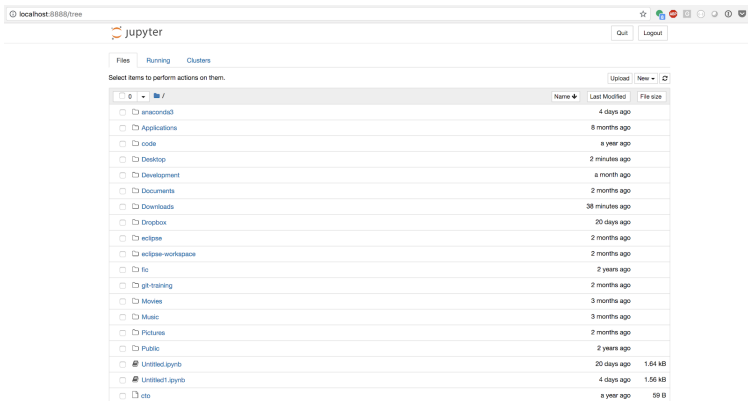 localhost:8888/tree
jupyter
Quit Logout
Files Running Clusters
Select items to perform actions on them.
Upload New
0 / Name Last Modified File size
anaconda3 4 days ago
Applications 8 months ago
code a year ago
Desktop 2 minutes ago
Development a month ago
Documents 2 months ago
Downloads 38 minutes ago
Dropbox 20 days ago
eclipse 2 months ago
eclipse-workspace 2 months ago
fic 2 years ago
git-training 2 months ago
Movies 3 months ago
Music 3 months ago
Pictures 2 months ago
Public 2 years ago
Untitled.ipynb 20 days ago 1.64 kB
Untitled1.ipynb 4 days ago 1.56 kB
cto a year ago 59 B